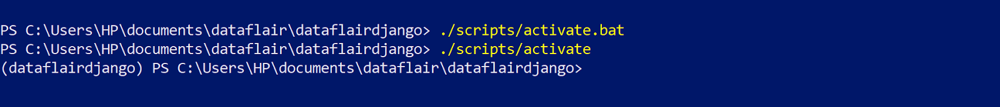 PS C:\Users\HP\documents\dataflair\dataflairdjango> ./scripts/activate.bat
PS C:\Users\HP\documents\dataflair\dataflairdjango> ./scripts/activate
(dataflairdjango) PS C:\Users\HP\documents\dataflair\dataflairdjango>